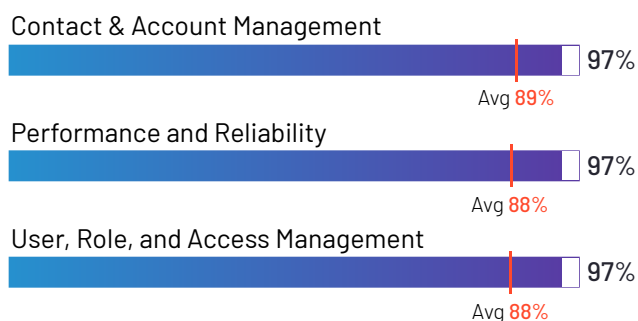 Contact & Account Management
97%
Avg 89%
Performance and Reliability
97%
Avg 88%
User, Role, and Access Management
97%
Avg 88%